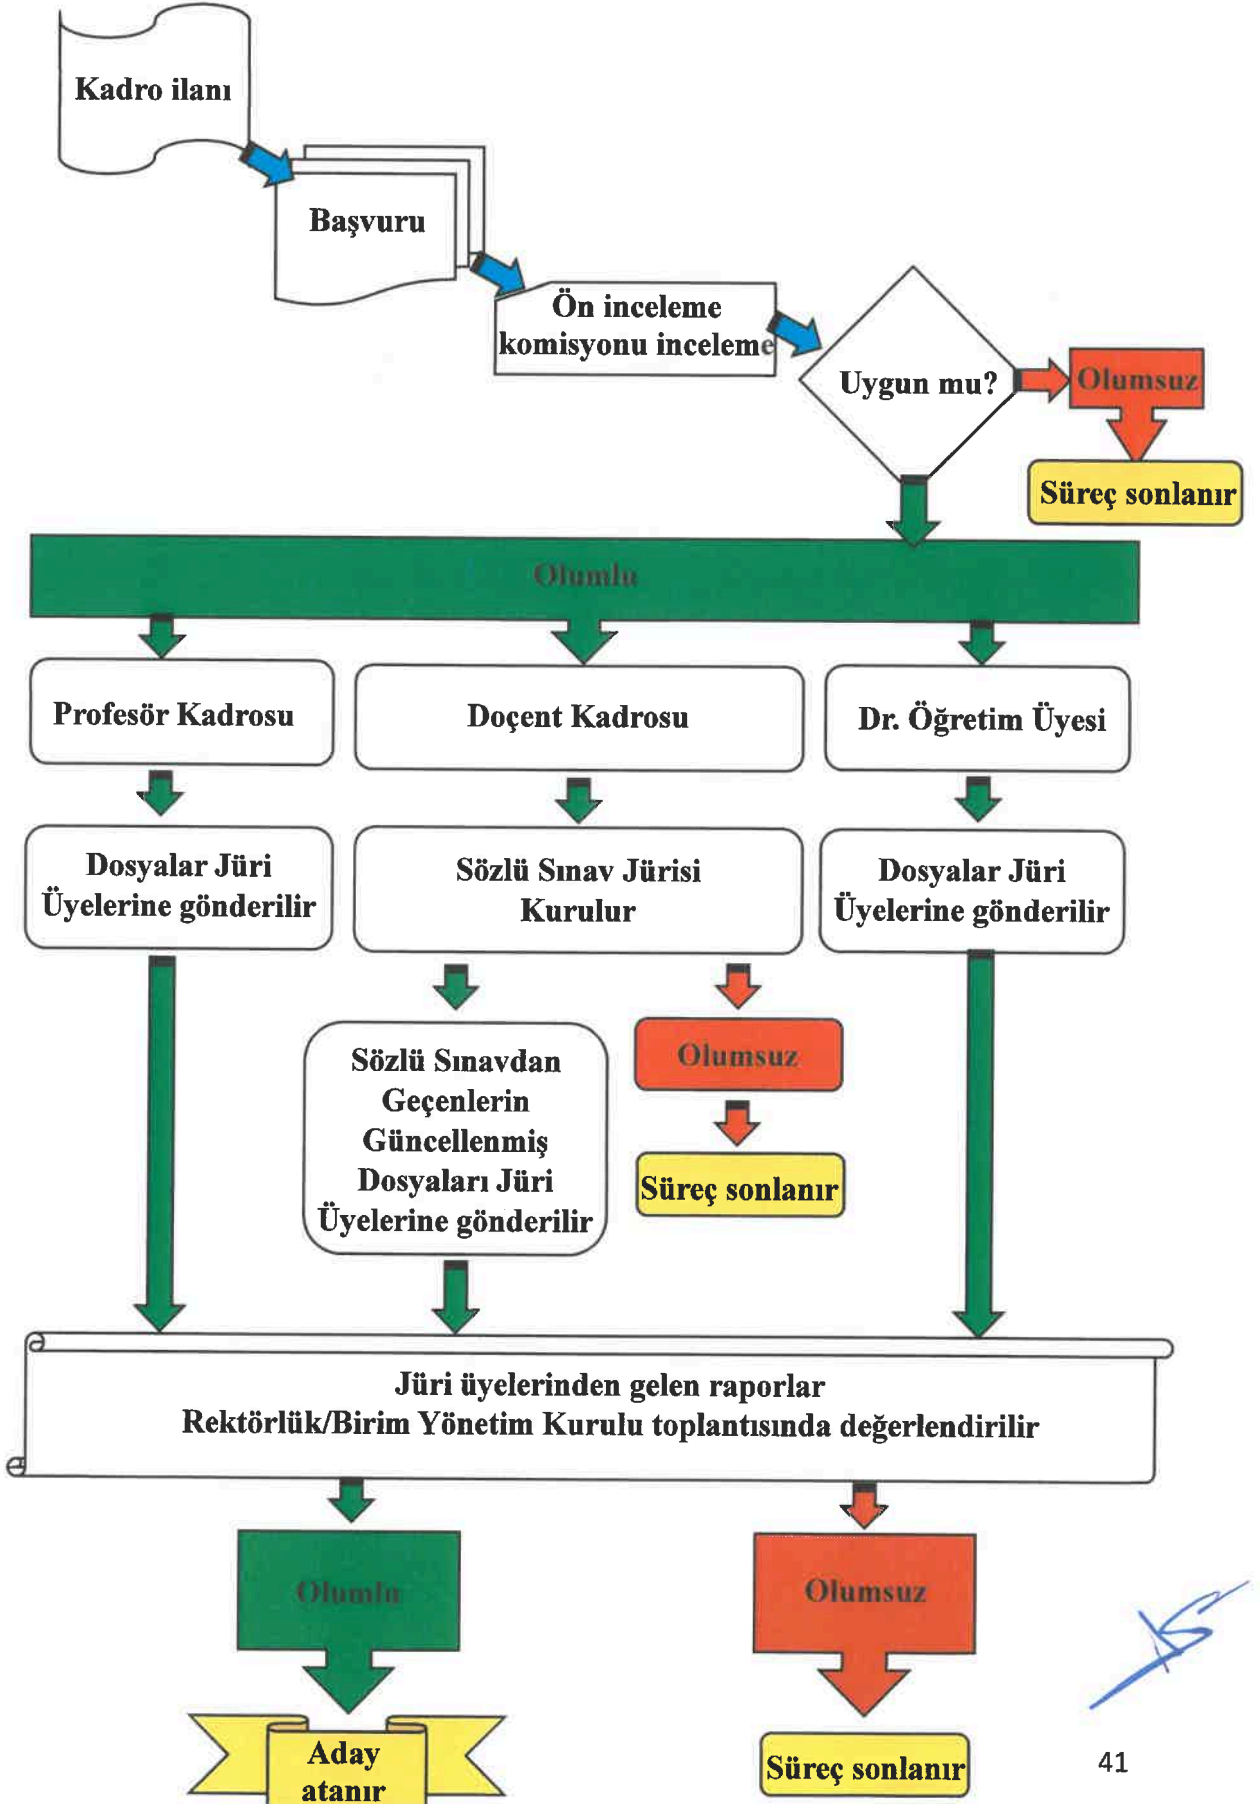 Kadro ilanı
Başvuru
Ön inceleme
komisyonu inceleme
Uygun mu?
Olumsuz
Süreç sonlanır
Olumlu
Profesör Kadrosu
Doçent Kadrosu
Dr. Öğretim Üyesi
Dosyalar Jüri
Üyelerine gönderilir
Sözlü Sınav Jürisi
Kurulur
Dosyalar Jüri
Üyelerine gönderilir
Sözlü Sınavdan
Geçenlerin
Güncellenmiş
Dosyaları Jüri
Üyelerine gönderilir
Olumsuz
Süreç sonlanır
Jüri üyelerinden gelen raporlar
Rektörlük/Birim Yönetim Kurulu toplantısında değerlendirilir
Olumlu
Olumsuz
Aday
atanır
Süreç sonlanır
41